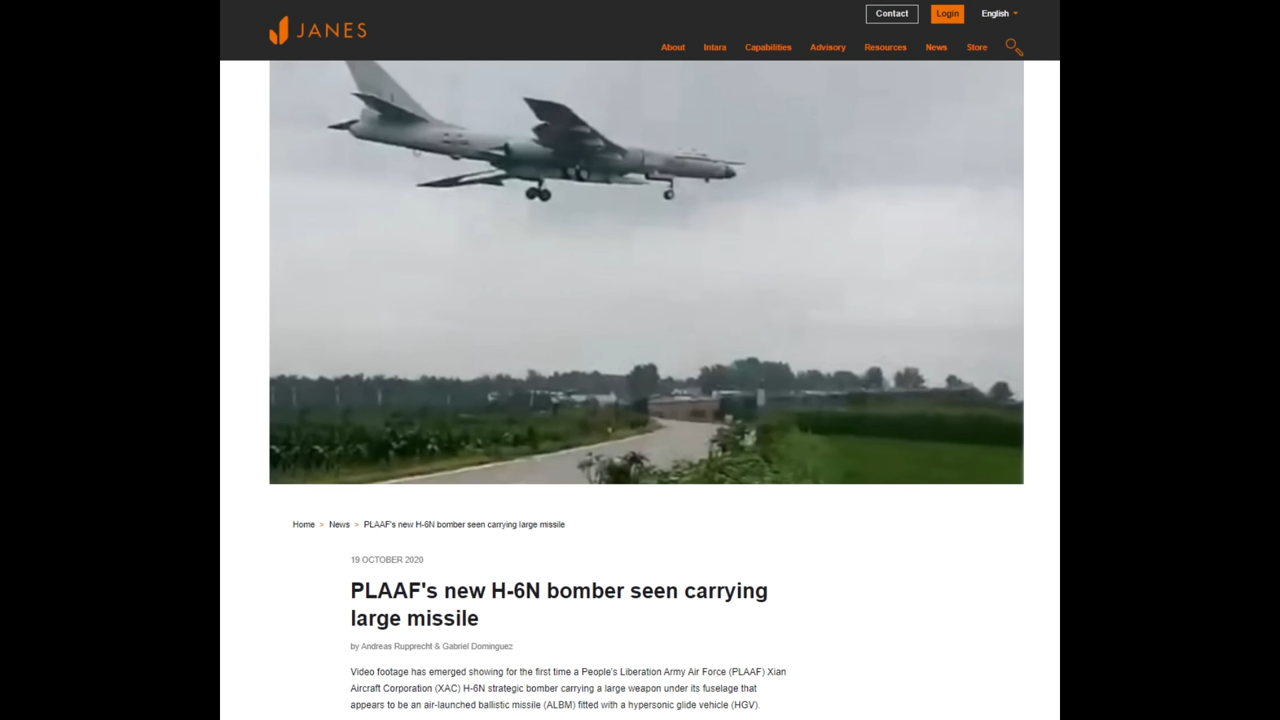 Contact
Login
English
JANES
About
Intara
Capabilities
Advisory
Resources
News
Store
Home > News > PLAAF's new H-6N bomber seen carrying large missile
19 OCTOBER 2020
PLAAF's new H-6N bomber seen carrying
large missile
by Andreas Rupprecht & Gabriel Dominguez
Video footage has emerged showing for the first time a People's Liberation Army Air Force (PLAAF) Xian
Aircraft Corporation (XAC) H-6N strategic bomber carrying a large weapon under its fuselage that
appears to be an air-launched ballistic missile (ALBM) fitted with a hypersonic glide vehicle (HGV).